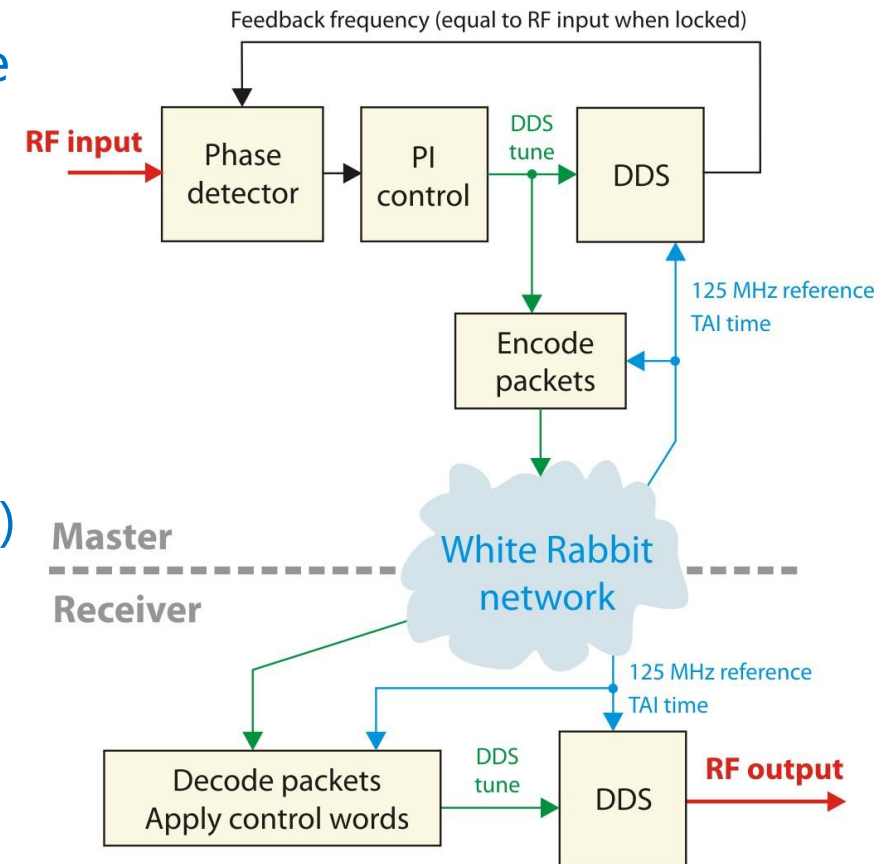 Feedback frequency (equal to RF input when locked)
e
RF input
Phase
detector
PI
control
DDS
tune
DDS
125 MHz reference
TAI time
Encode
packets
)
Master
White Rabbit
network
Receiver
125 MHz reference
TAI time
Decode packets
Apply control words
DDS
tune
DDS
RF output